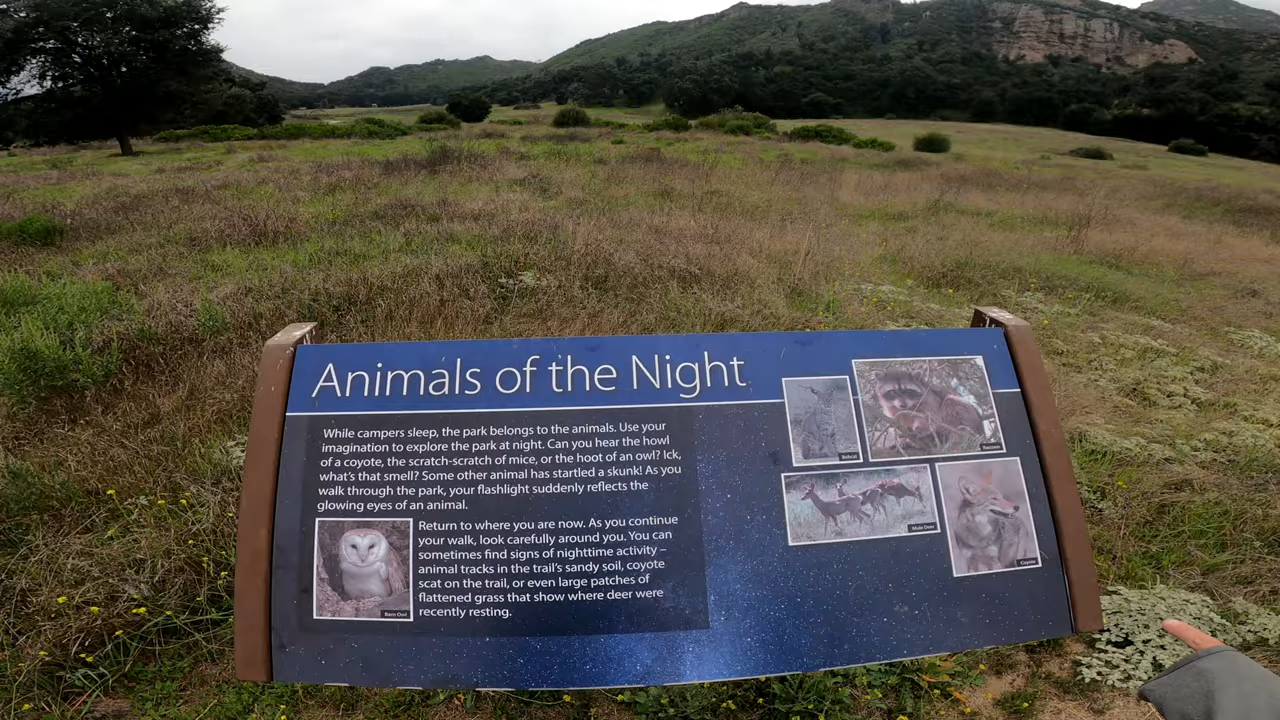 Animals of the Night
While campers sleep, the park belongs to the animals. Use your
imagination to explore the park at night. Can you hear the howl
of a coyote, the scratch-scratch of mice, or the hoot of an owl? Ick,
what's that smell? Some other animal has startled a skunk! As you
walk through the park, your flashlight suddenly reflects the
glowing eyes of an animal.
Return to where you are now. As you continue
your walk, look carefully around you. You can
sometimes find signs of nighttime activity –
animal tracks in the trail's sandy soil, coyote
scat on the trail, or even large patches of
flattened grass that show where deer were
recently resting.
Barn Owl
Bobcat
Raccoon
Mule Deer
Coyote